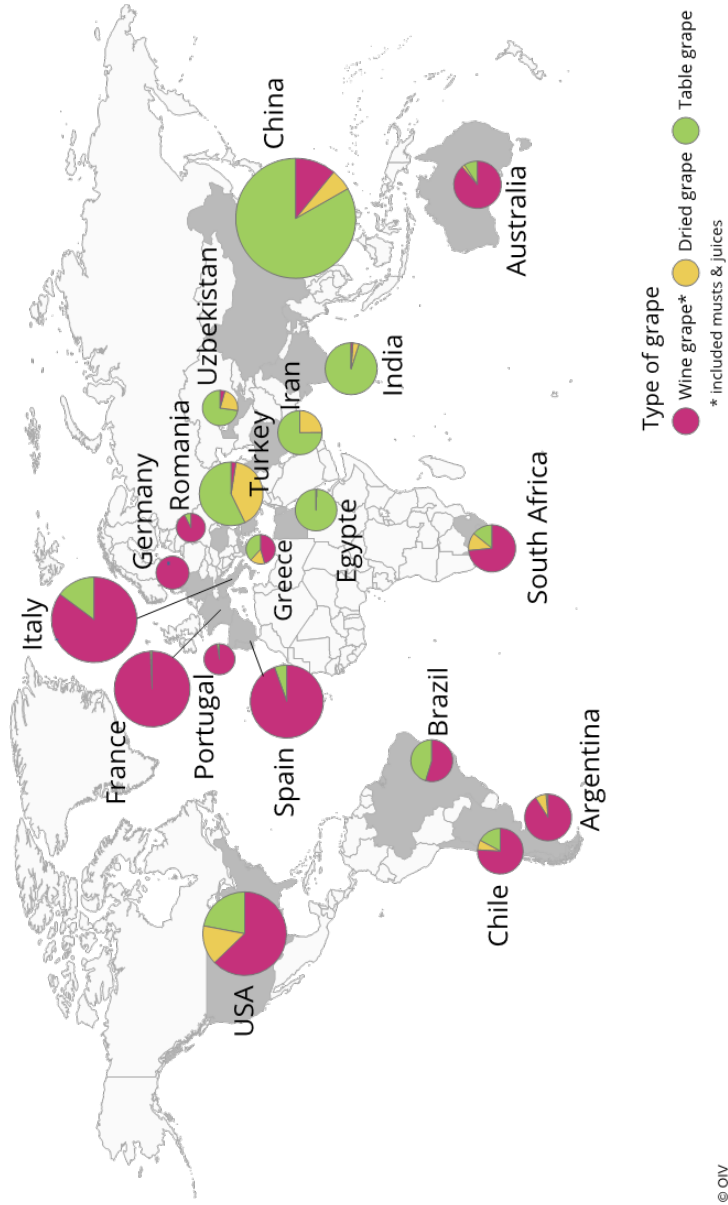 Italy
Germany
Romania
Uzbekistan
China
France
Portugal
Spain
Greece
Turkey
Iran
Egypte
India
USA
Brazil
Chile
Argentina
South Africa
Australia
Type of grape
Wine grape*
Dried grape
Table grape
* included musts & juices
© OIV